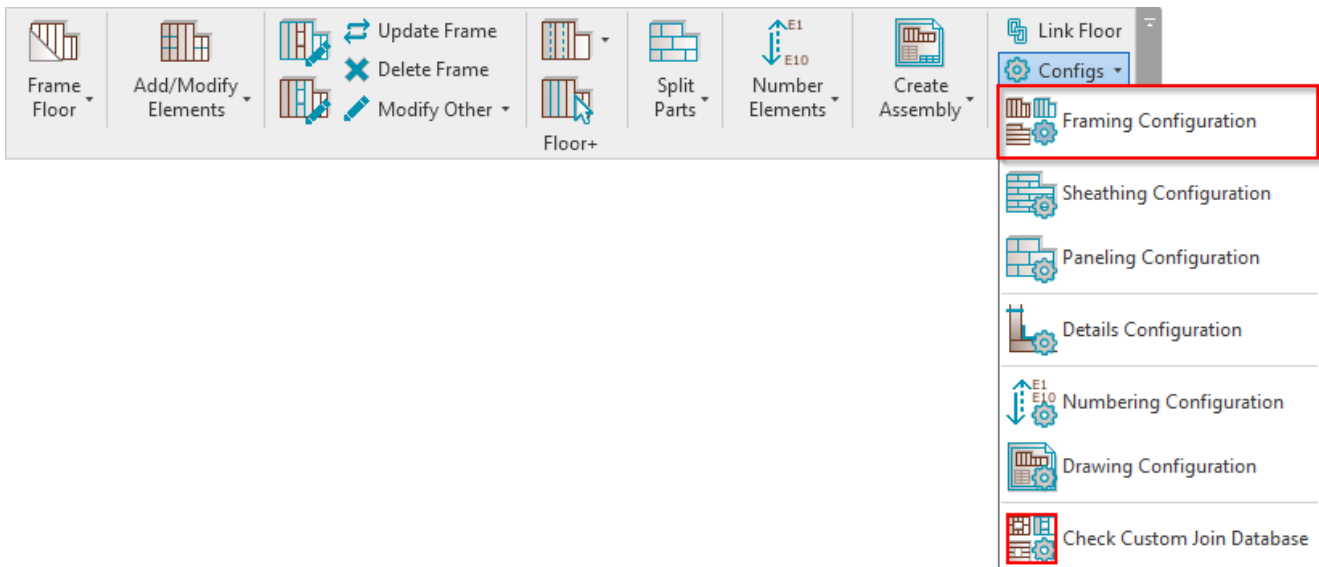 Frame
Floor
Add/Modify
Elements
Update Frame
Delete Frame
Modify Other
Split
Parts
E1
E10
Number
Elements
Create
Assembly
Link Floor
Configs
Floor+
Framing Configuration
Sheathing Configuration
Paneling Configuration
Details Configuration
E1
E10
Numbering Configuration
Drawing Configuration
Check Custom Join Database